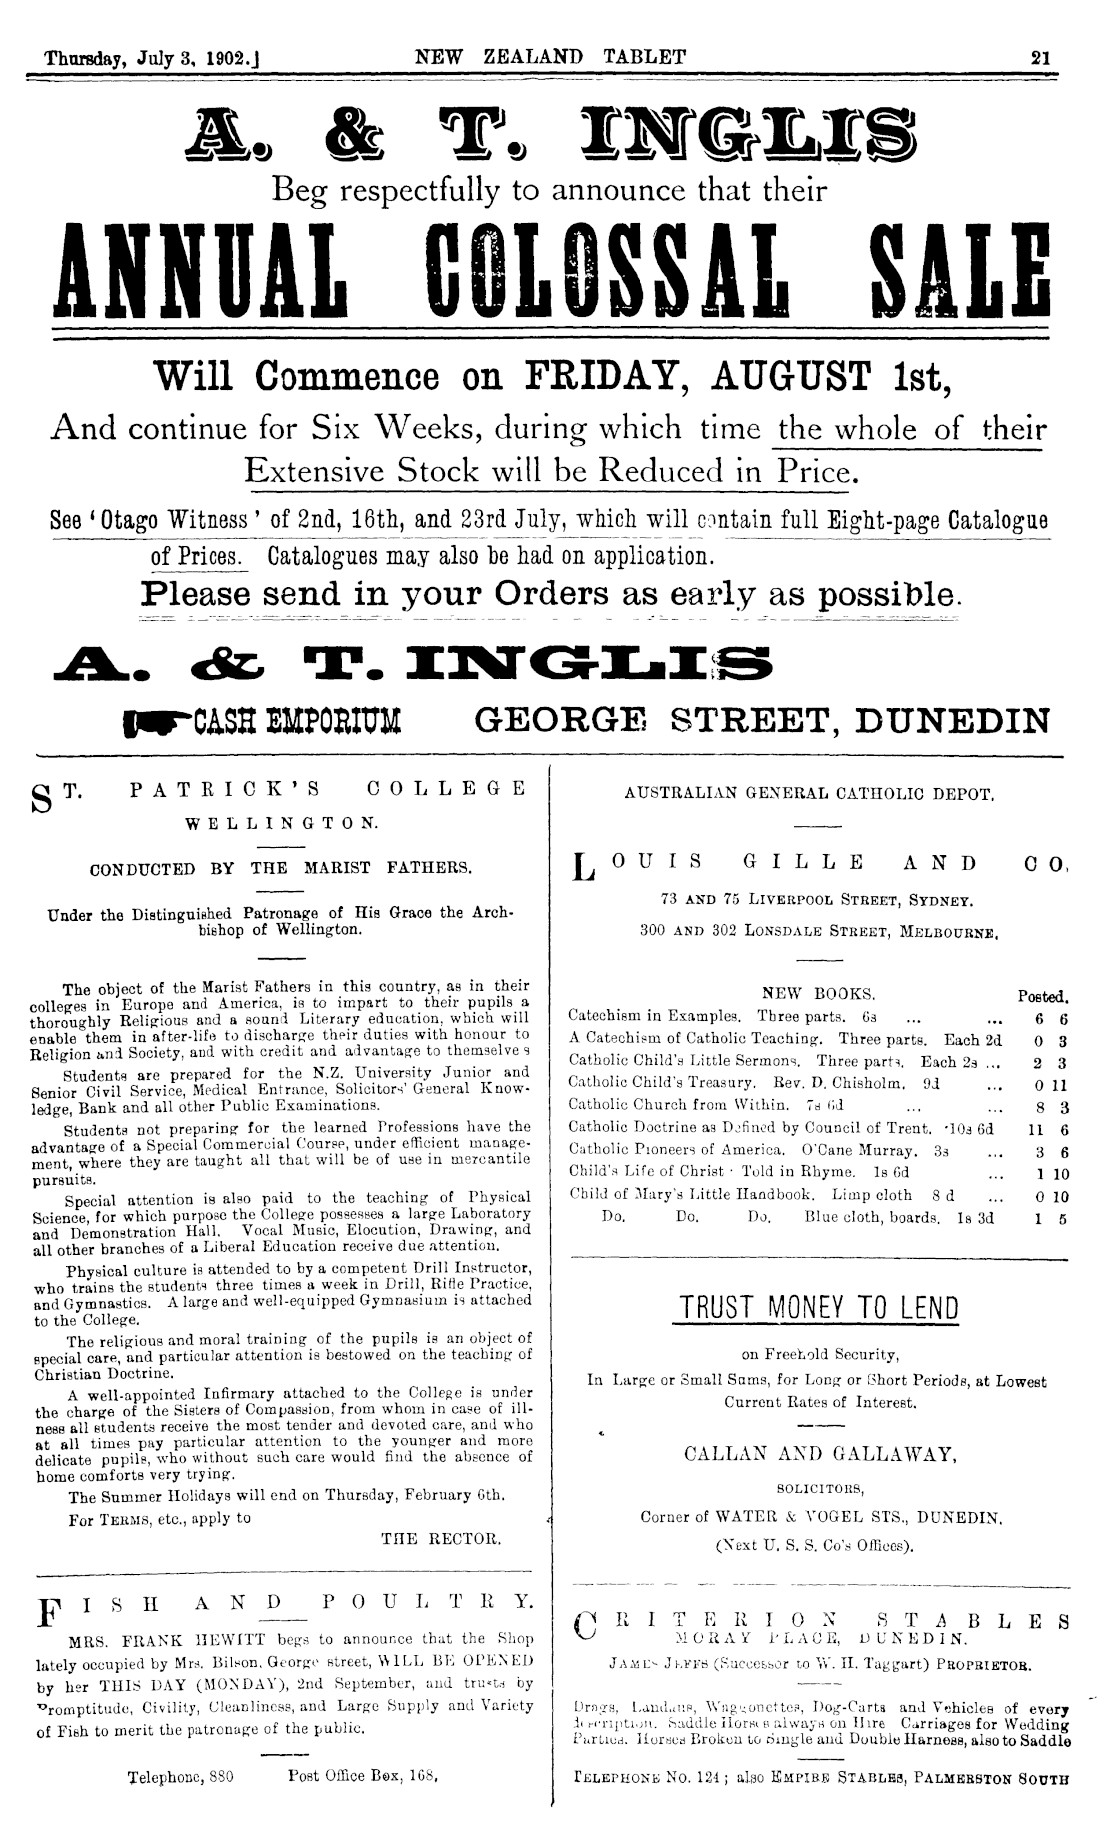 Thursday, July 3, 1902.] NEW ZEALAND TABLET 21
A. & T. INGLIS
Beg respectfully to announce that their
ANNUAL COLOSSAL SALE
Will Commence on FRIDAY, AUGUST 1st,
And continue for Six Weeks, during which time the whole of their
Extensive Stock will be Reduced in Price.
See ‘ Otago Witness ’ of 2nd, 16th, and 23rd July, which will contain full Eight-page Catalogue
of Prices. Catalogues may also be had on application.
Please send in your Orders as early as possible.
A. & T. INGLIS
CASH EMPORIUM GEORGE STREET, DUNEDIN
ST. PATRICK'S COLLEGE
WELLINGTON.
CONDUCTED BY THE MARIST FATHERS.
Under the Distinguished Patronage of His Grace the Arch-
bishop of Wellington.
The object of the Marist Fathers in this country, as in their
colleges in Europe and America, is to impart to their pupils a
thoroughly Religious and a sound Literary education, which will
enable them in after-life to discharge their duties with honour to
Religion and Society, and with credit and advantage to themselves
Students are prepared for the N.Z. University Junior and
Senior Civil Service, Medical Entrance, Solicitors' General Know-
ledge, Bank and all other Public Examinations.
Students not preparing for the learned Professions have the
advantage of a Special Commercial Course, under efficient manage-
ment, where they are taught all that will be of use in mercantile
pursuits.
Special attention is also paid to the teaching of Physical
Science, for which purpose the College possesses a large Laboratory
and Demonstration Hall. Vocal Music, Elocution, Drawing, and
all other branches of a Liberal Education receive due attention.
Physical culture is attended to by a competent Drill Instructor,
who trains the students three times a week in Drill, Rifle Practice,
and Gymnastics. A large and well-equipped Gymnasium is attached
to the College.
The religious and moral training of the pupils is an object of
special care, and particular attention is bestowed on the teaching of
Christian Doctrine.
A well-appointed Infirmary attached to the College is under
the charge of the Sisters of Compassion, from whom in case of ill-
ness all students receive the most tender and devoted care, and who
at all times pay particular attention to the younger and more
delicate pupils, who without such care would find the absence of
home comforts very trying.
The Summer Holidays will end on Thursday, February 6th.
For TERMS, etc., apply to
THE RECTOR.
FISH AND POULTRY.
MRS. FRANK HEWITT begs to announce that the Shop
lately occupied by Mrs. Bilson, George street, WILL BE OPENED
by her THIS DAY (MONDAY), 2nd September, and trusts by
Promptitude, Civility, Cleanliness, and Large Supply and Variety
of Fish to merit the patronage of the public.
Telephone, 880 Post Office Box, 168,
AUSTRALIAN GENERAL CATHOLIC DEPOT.
LOUIS GILLE AND CO,
73 AND 75 LIVERPOOL STREET, SYDNEY.
300 AND 302 LONSDALE STREET, MELBOURNE,
NEW BOOKS. Posted.
Catechism in Examples. Three parts. 6s ... ... 6 6
A Catechism of Catholic Teaching. Three parts. Each 2d 0 3
Catholic Child's Little Sermons. Three parts. Each 2s ... 2 3
Catholic Child's Treasury. Rev. D. Chisholm. 9d ... 0 11
Catholic Church from Within. 7s 6d ... ... 8 3
Catholic Doctrine as Defined by Council of Trent. 10s 6d 11 6
Catholic Pioneers of America. O'Cane Murray. 3s ... 3 6
Child's Life of Christ · Told in Rhyme. 1s 6d ... 1 10
Child of Mary's Little Handbook. Limp cloth 8 d ... 0 10
Do. Do. Do. Blue cloth, boards. 1s 3d 1 5
TRUST MONEY TO LEND
on Freehold Security,
In Large or Small Sums, for Long or Short Periods, at Lowest
Current Rates of Interest.
CALLAN AND GALLAWAY,
SOLICITORS,
Corner of WATER & VOGEL STS., DUNEDIN.
(Next U. S. S. Co's Offices).
CRITERION STABLES
MORAY PLACE, DUNEDIN.
JAMES JEFFS (Successor to W. H. Taggart) PROPRIETOR.
Drags, Landaus, Waggonettes, Dog-Carts and Vehicles of every
description. Saddle Horses always on Hire Carriages for Wedding
Parties. Horses Broken to Single and Double Harness, also to Saddle
TELEPHONE NO. 124 ; also EMPIRE STABLES, PALMERSTON SOUTH